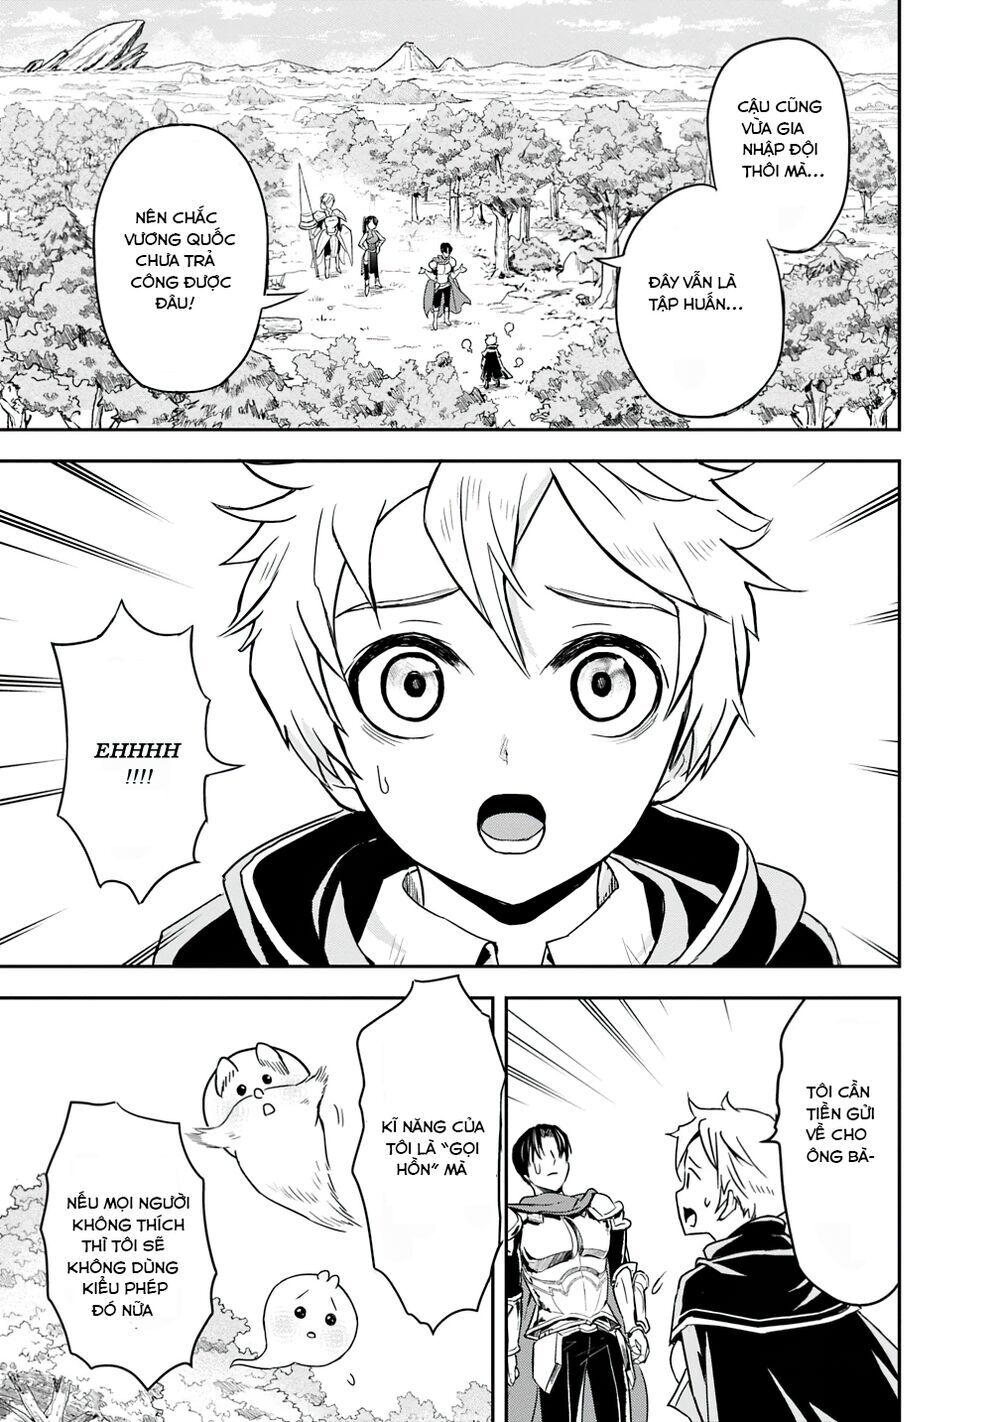 CẬU CŨNG
VỪA GIA
NHẬP ĐỘI
THÔI MÀ...
ĐÂY VẪN LÀ
TẬP HUẤN...
NÊN CHẮC
VƯƠNG QUỐC
CHƯA TRẢ
CÔNG ĐƯỢC
ĐÂU!
EHHHH
!!!!
TÔI CẦN
TIỀN GỬI
VỀ CHO
ÔNG BÀ-
KĨ NĂNG CỦA
TÔI LÀ “GỌI
HỒN” MÀ
NẾU MỌI NGƯỜI
KHÔNG THÍCH
THÌ TÔI SẼ
KHÔNG DÙNG
KIỂU PHÉP
ĐÓ NỮA